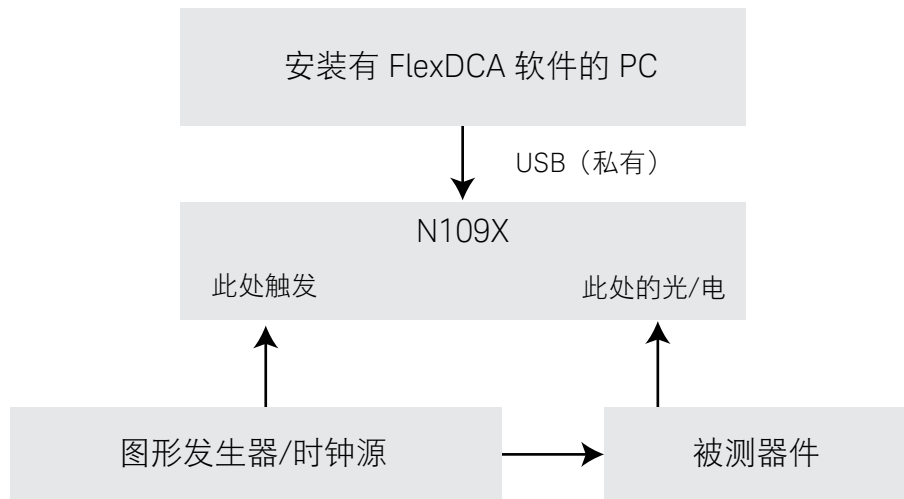 安装有 FlexDCA 软件的 PC
USB（私有）
N109X
此处触发
此处的光/电
图形发生器/时钟源
被测器件